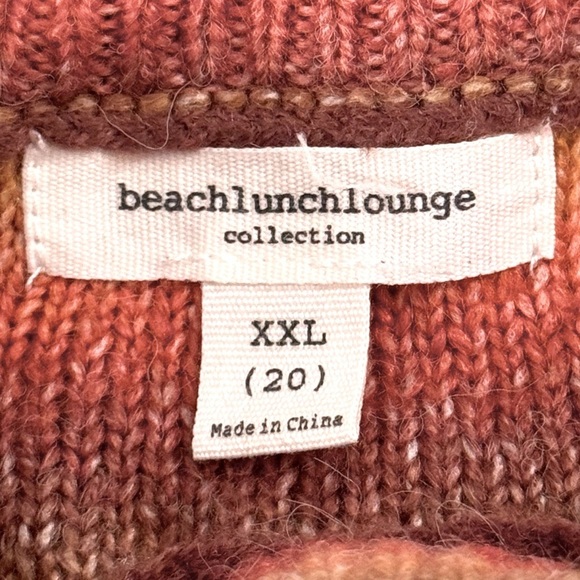 beachlunchlounge
collection
XXL
(20)
Made in China